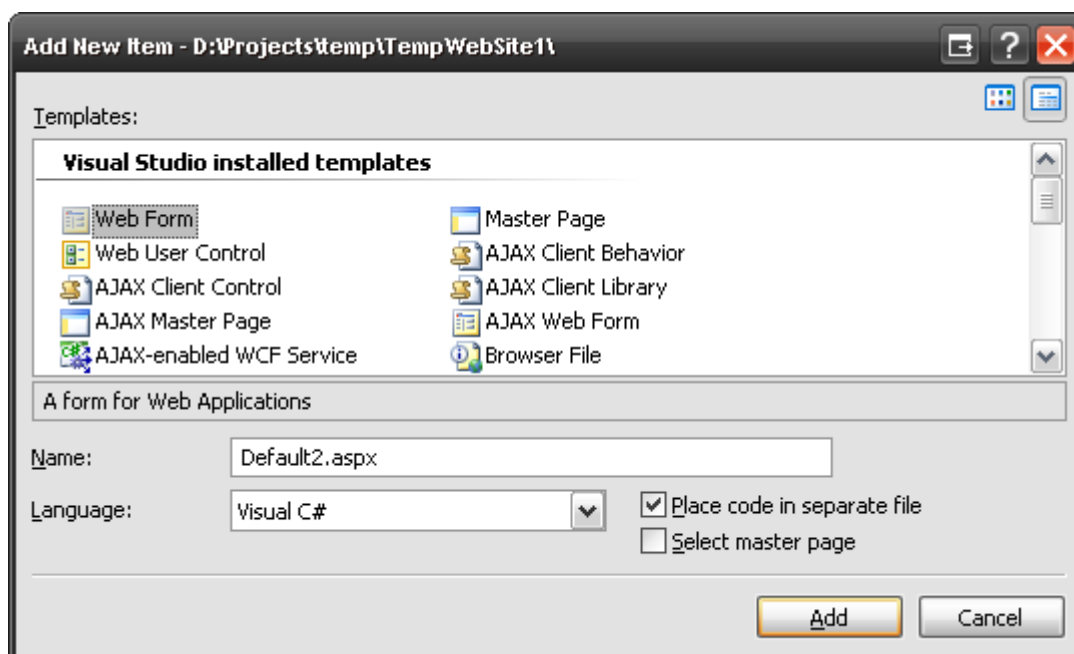 Add New Item - D:\Projects\temp\TempWebSite1\
Templates:
Visual Studio installed templates
Web Form
Master Page
Web User Control
AJAX Client Behavior
AJAX Client Control
AJAX Client Library
AJAX Master Page
AJAX Web Form
AJAX-enabled WCF Service
Browser File
A form for Web Applications
Name: Default2.aspx
Language: Visual C#
Place code in separate file
Select master page
Add Cancel